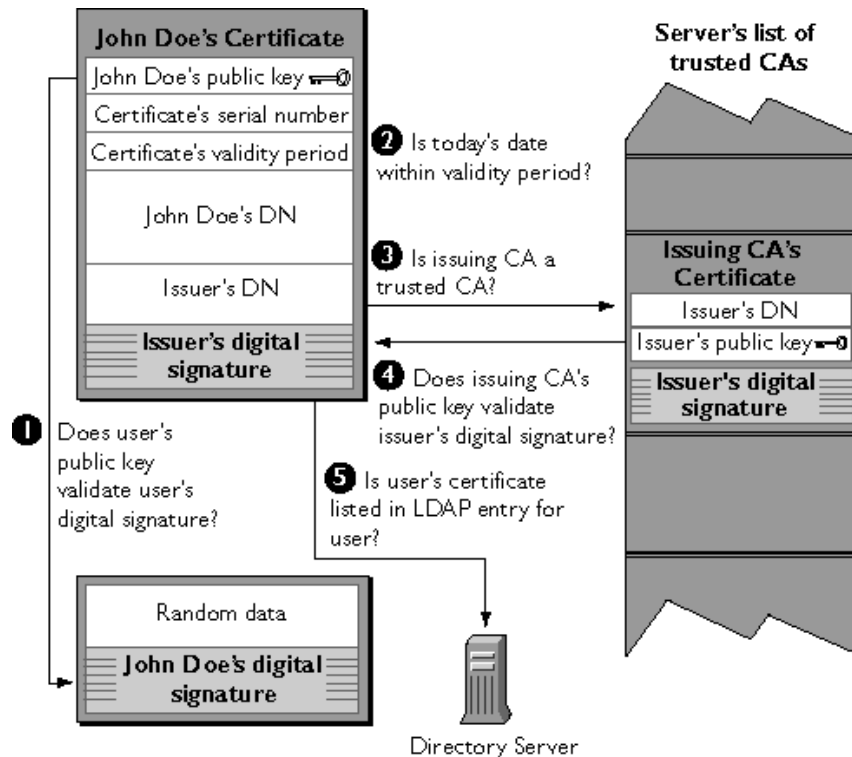 John Doe's Certificate
John Doe's public key
Certificate's serial number
Certificate's validity period
John Doe's DN
Issuer's DN
Issuer's digital
signature
Server's list of
trusted CAs
2 Is today's date
within validity period?
3 Is issuing CA a
trusted CA?
Issuing CA's
Certificate
Issuer's DN
Issuer's public key
Issuer's digital
signature
4 Does issuing CA's
public key validate
issuer's digital signature?
1 Does user's
public key
validate user's
digital signature?
5 Is user's certificate
listed in LDAP entry for
user?
Random data
John Doe's digital
signature
Directory Server